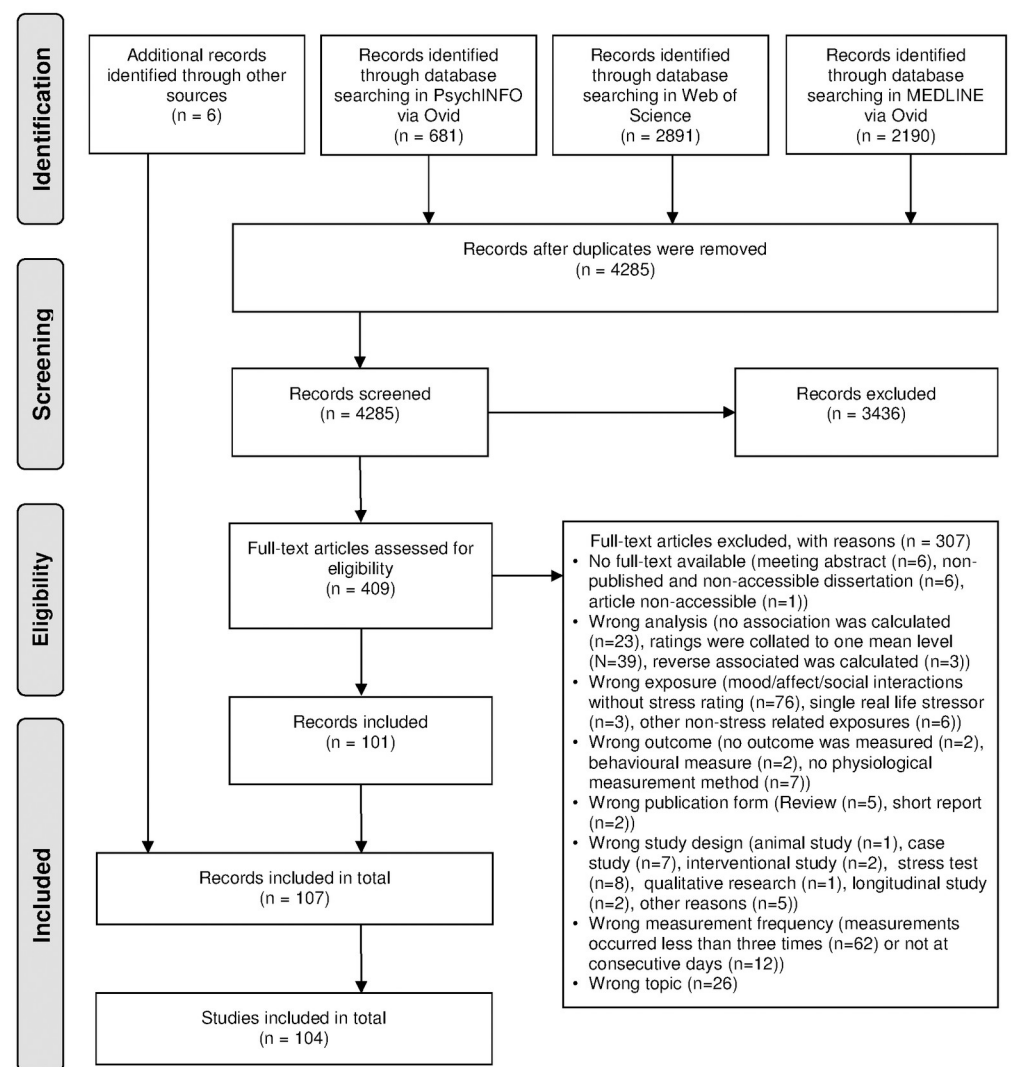 Identification
Additional records
identified through other
sources
(n = 6)
Records identified
through database
searching in PsychINFO
via Ovid
(n = 681)
Records identified
through database
searching in Web of
Science
(n = 2891)
Records identified
through database
searching in MEDLINE
via Ovid
(n = 2190)
Records after duplicates were removed
(n = 4285)
Screening
Records screened
(n = 4285)
Records excluded
(n = 3436)
Eligibility
Full-text articles assessed for
eligibility
(n = 409)
Full-text articles excluded, with reasons (n = 307)
• No full-text available (meeting abstract (n=6), non-
published and non-accessible dissertation (n=6),
article non-accessible (n=1))
• Wrong analysis (no association was calculated
(n=23), ratings were collated to one mean level
(N=39), reverse associated was calculated (n=3))
• Wrong exposure (mood/affect/social interactions
without stress rating (n=76), single real life stressor
(n=3), other non-stress related exposures (n=6))
• Wrong outcome (no outcome was measured (n=2),
behavioural measure (n=2), no physiological
measurement method (n=7))
• Wrong publication form (Review (n=5), short report
(n=2))
• Wrong study design (animal study (n=1), case
study (n=7), interventional study (n=2), stress test
(n=8), qualitative research (n=1), longitudinal study
(n=2), other reasons (n=5))
• Wrong measurement frequency (measurements
occurred less than three times (n=62) or not at
consecutive days (n=12))
• Wrong topic (n=26)
Records included
(n = 101)
Included
Records included in total
(n = 107)
Studies included in total
(n = 104)